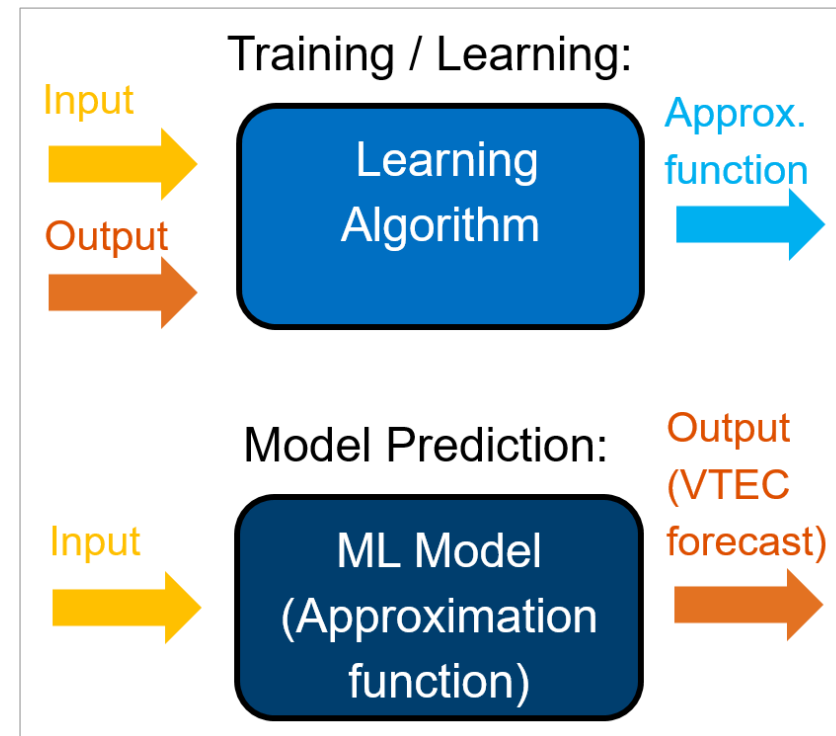 Training / Learning:
Input
Output
Learning
Algorithm
Approx.
function
Model Prediction:
Input
ML Model
(Approximation
function)
Output
(VTEC
forecast)